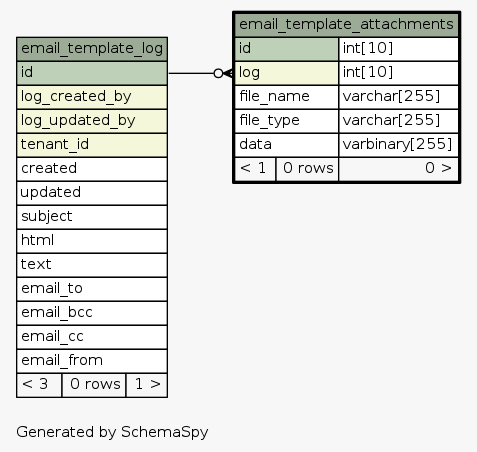 email_template_log
id
log_created_by
log_updated_by
tenant_id
created
updated
subject
html
text
email_to
email_bcc
email_cc
email_from
< 3 0 rows 1 >
email_template_attachments
id int[10]
log int[10]
file_name varchar[255]
file_type varchar[255]
data varbinary[255]
< 1 0 rows 0 >
Generated by SchemaSpy